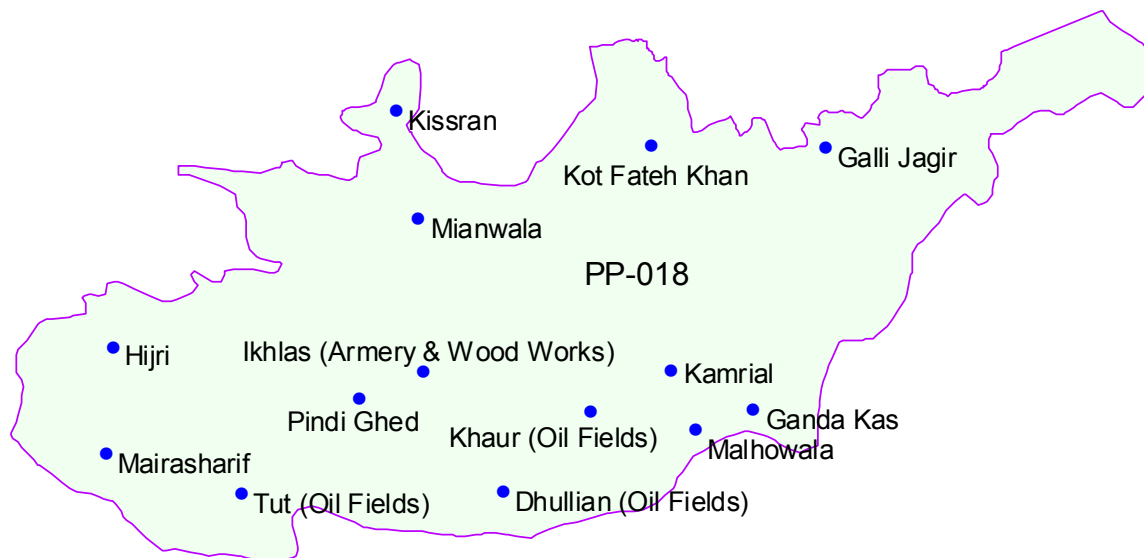 Kissran
Kot Fateh Khan
Galli Jagir
Mianwala
PP-018
Hijri
Ikhlas (Armery & Wood Works)
Kamrial
Pindi Ghed
Khaur (Oil Fields)
Ganda Kas
Malhowala
Mairasharif
Tut (Oil Fields)
Dhullian (Oil Fields)